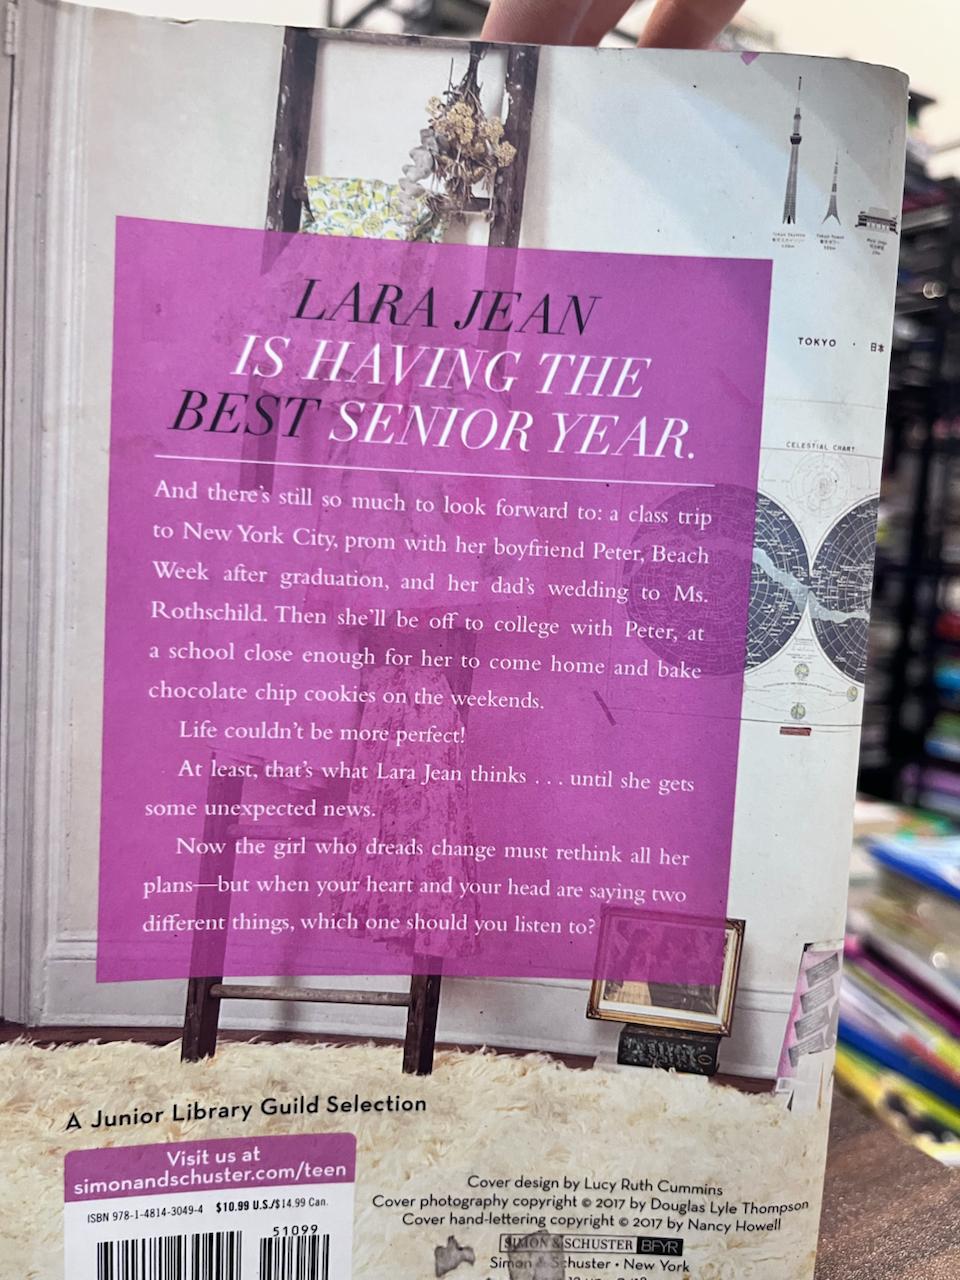 LARA JEAN
IS HAVING THE
BEST SENIOR YEAR.
And there's still so much to look forward to: a class trip
to New York City, prom with her boyfriend Peter, Beach
Week after graduation, and her dad's wedding to Ms.
Rothschild. Then she'll be off to college with Peter, at
a school close enough for her to come home and bake
chocolate chip cookies on the weekends.
Life couldn't be more perfect!
At least, that's what Lara Jean thinks . . . until she gets
some unexpected news.
Now the girl who dreads change must rethink all her
plans—but when your heart and your head are saying two
different things, which one should you listen to?
TOKYO · 日本
CELESTIAL CHART
A Junior Library Guild Selection
Visit us at
simonandschuster.com/teen
ISBN 978-1-4814-3049-4 $10.99 U.S./$14.99 Can.
51099
Cover design by Lucy Ruth Cummins
Cover photography copyright © 2017 by Douglas Lyle Thompson
Cover hand-lettering copyright © 2017 by Nancy Howell
SIMON & SCHUSTER BFYR
Simon & Schuster • New York